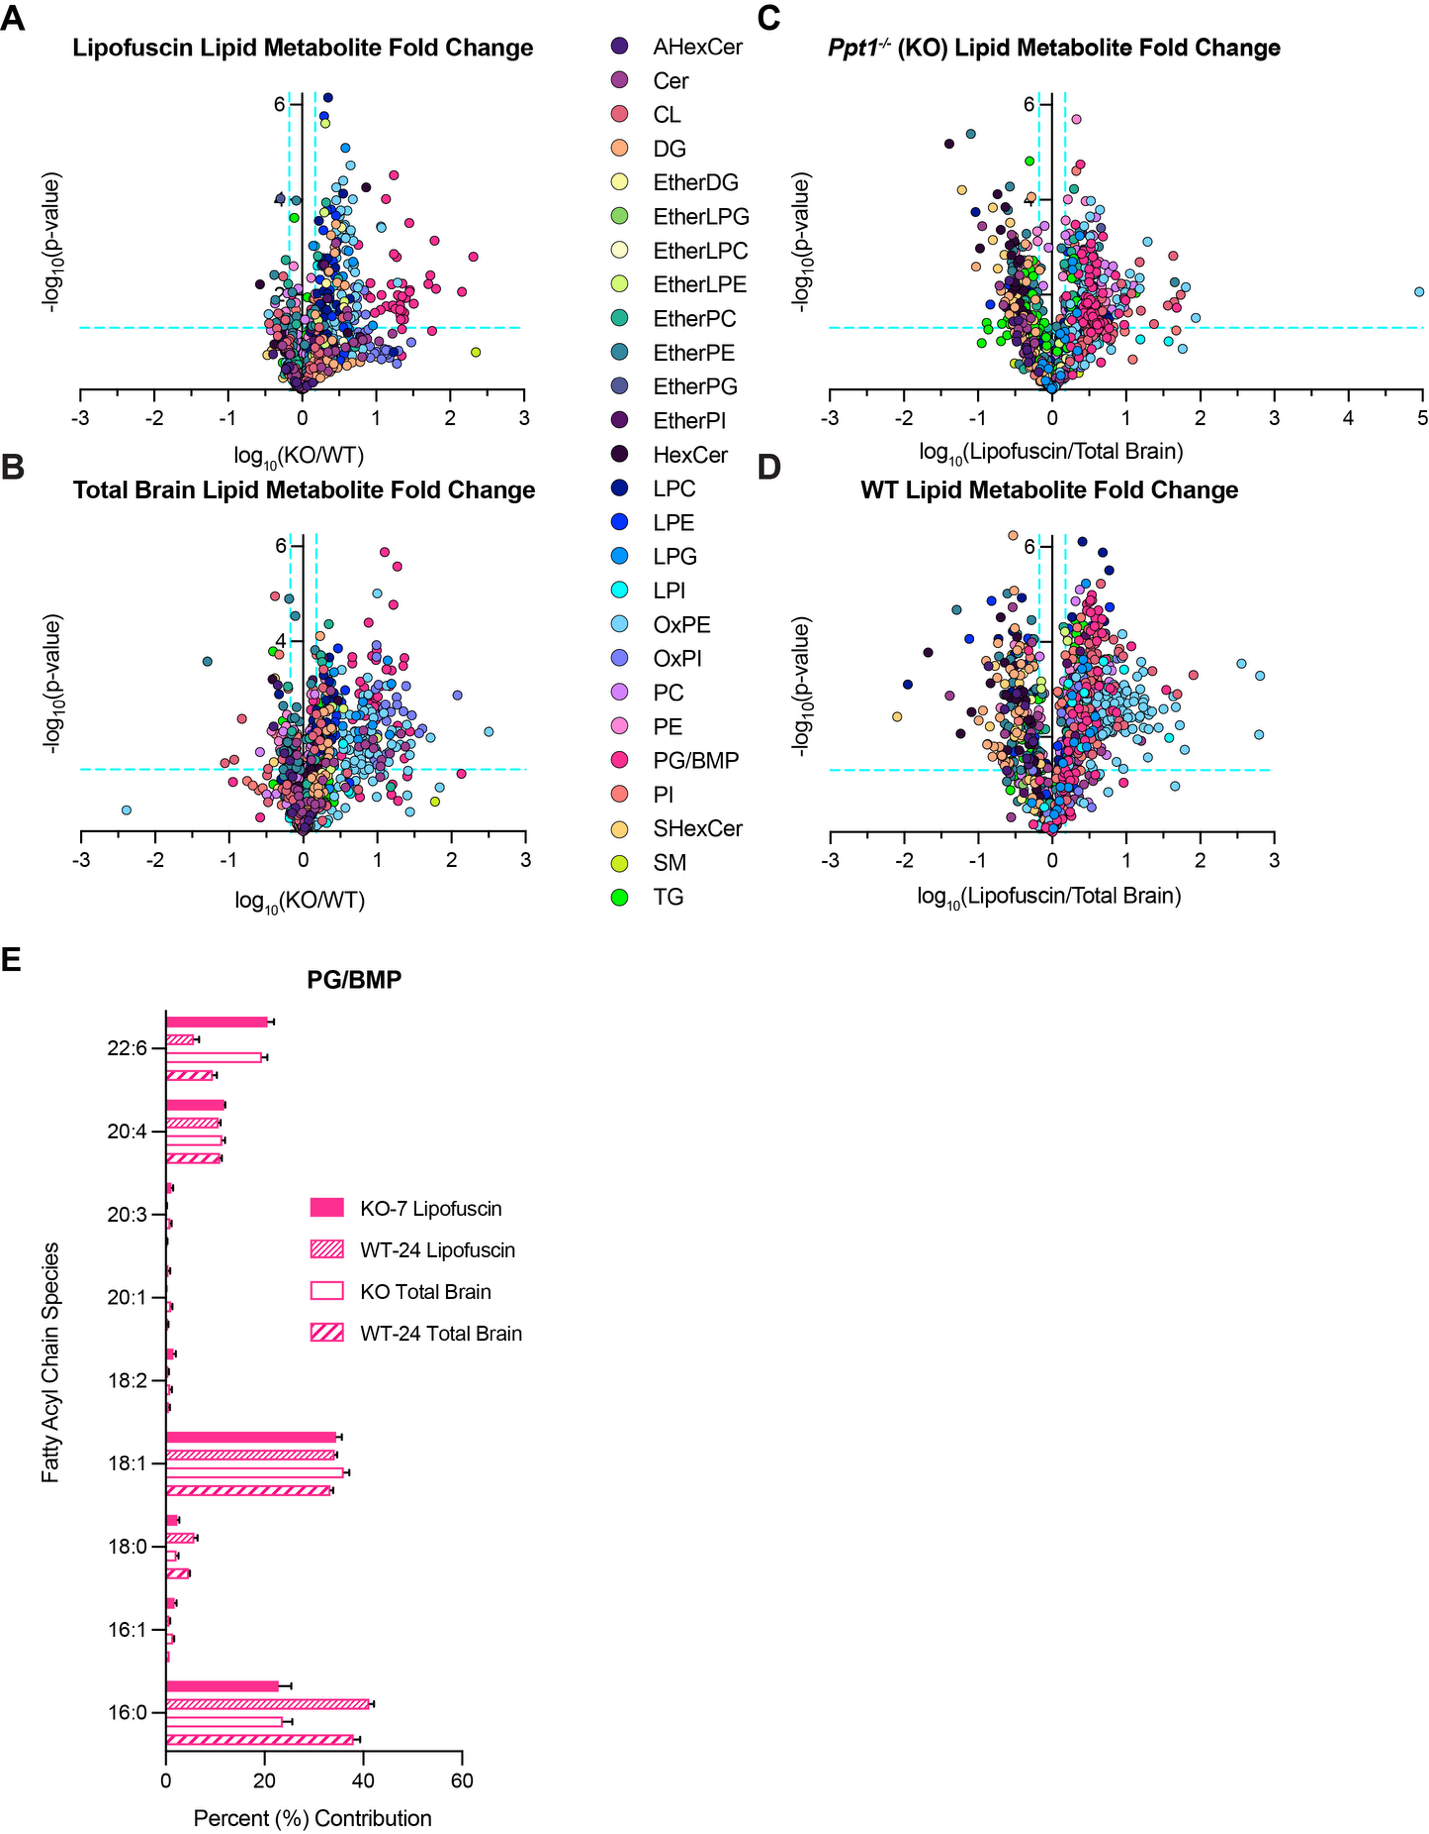 A
Lipofuscin Lipid Metabolite Fold Change
-log10(p-value)
6
4
2
-3 -2 -1 0 1 2 3
log10(KO/WT)
B
Total Brain Lipid Metabolite Fold Change
-log10(p-value)
6
4
-3 -2 -1 0 1 2 3
log10(KO/WT)
AHexCer
Cer
CL
DG
EtherDG
EtherLPG
EtherLPC
EtherLPE
EtherPC
EtherPE
EtherPG
EtherPI
HexCer
LPC
LPE
LPG
LPI
OxPE
OxPI
PC
PE
PG/BMP
PI
SHexCer
SM
TG
C
Ppt1-/- (KO) Lipid Metabolite Fold Change
-log10(p-value)
6
4
-3 -2 -1 0 1 2 3 4 5
log10(Lipofuscin/Total Brain)
D
WT Lipid Metabolite Fold Change
-log10(p-value)
6
4
-3 -2 -1 0 1 2 3
log10(Lipofuscin/Total Brain)
E
PG/BMP
Fatty Acyl Chain Species
22:6
20:4
20:3
20:1
18:2
18:1
18:0
16:1
16:0
KO-7 Lipofuscin
WT-24 Lipofuscin
KO Total Brain
WT-24 Total Brain
0 20 40 60
Percent (%) Contribution